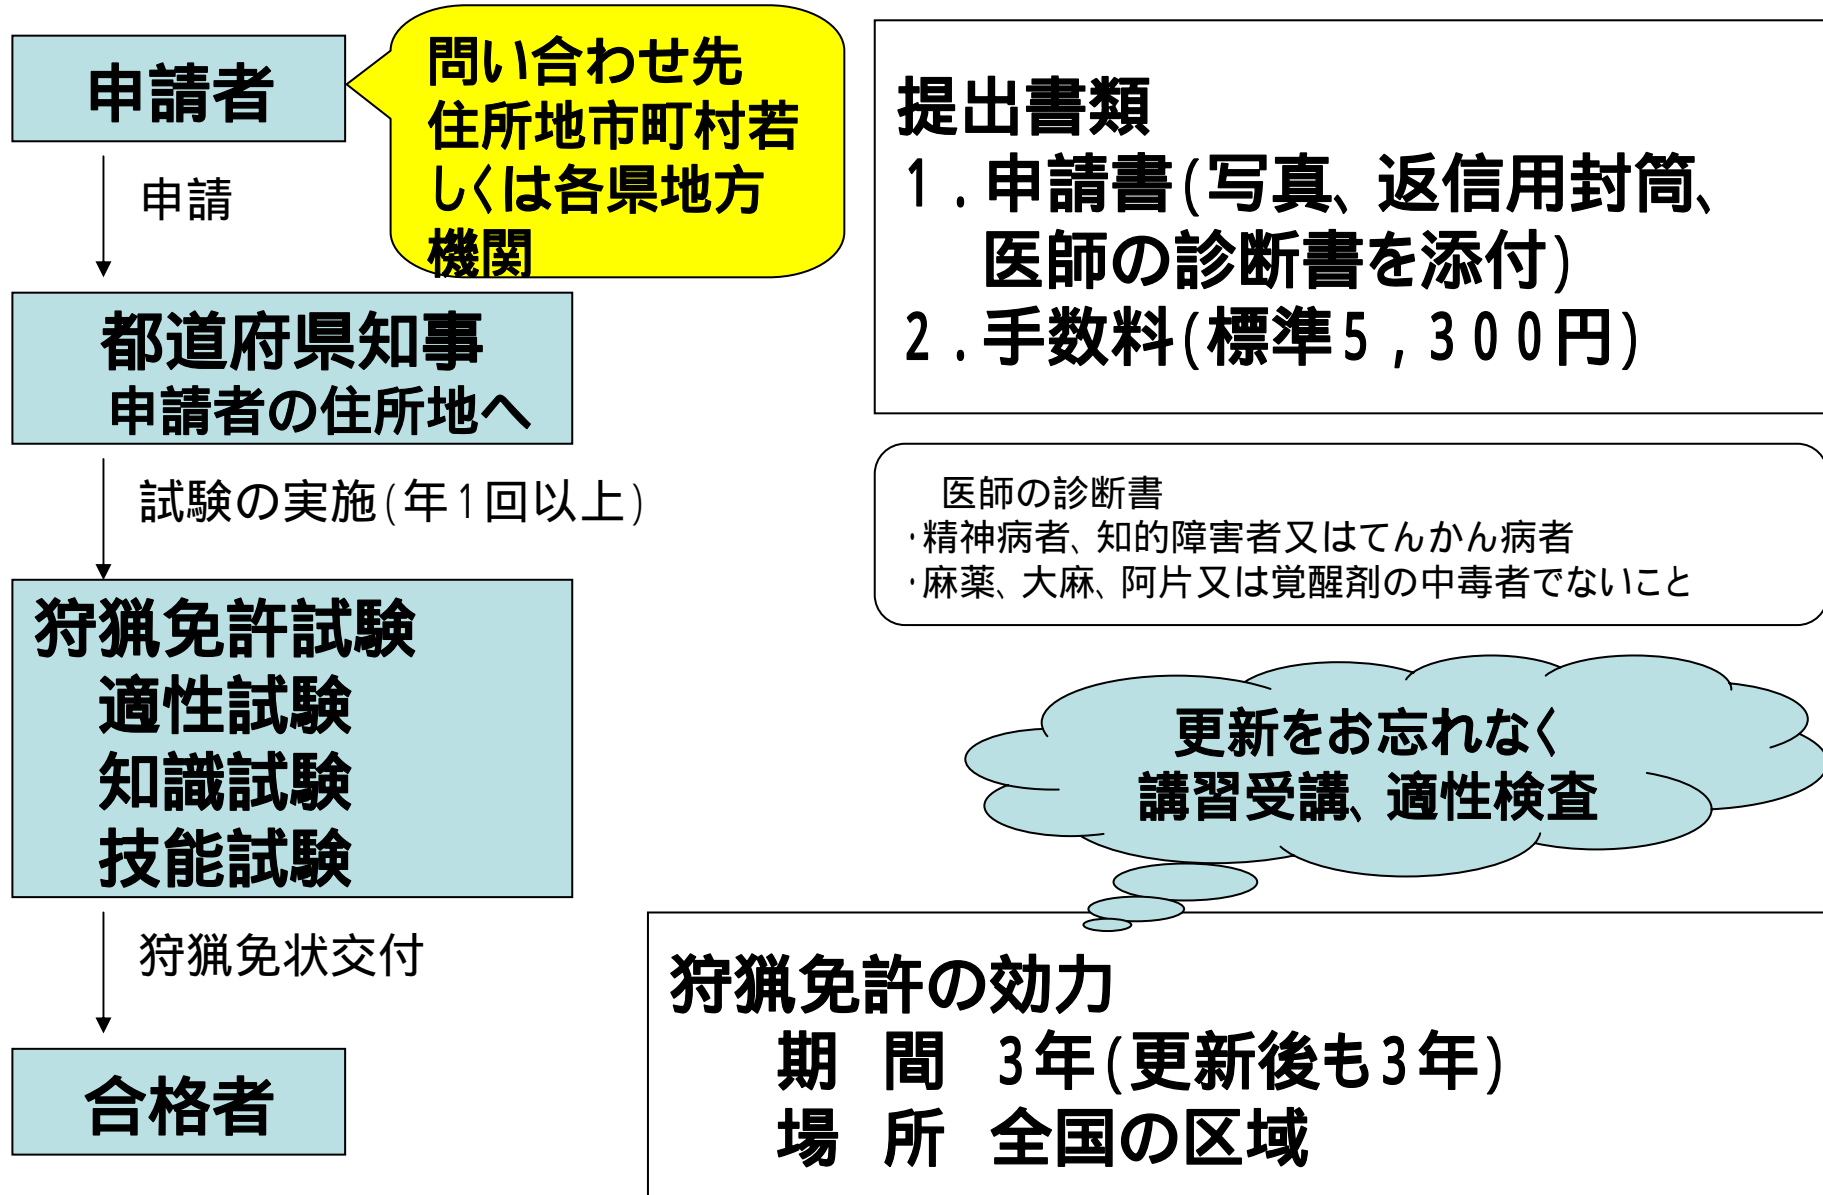 申請者
問い合わせ先
住所地市町村若
しくは各県地方
機関
申請
都道府県知事
申請者の住所地へ
試験の実施(年1回以上)
狩猟免許試験
適性試験
知識試験
技能試験
狩猟免状交付
合格者
提出書類
1.申請書(写真、返信用封筒、
医師の診断書を添付)
2.手数料(標準5,300円)
医師の診断書
・精神病者、知的障害者又はてんかん病者
・麻薬、大麻、阿片又は覚醒剤の中毒者でないこと
更新をお忘れなく
講習受講、適性検査
狩猟免許の効力
期 間 3年(更新後も3年)
場 所 全国の区域